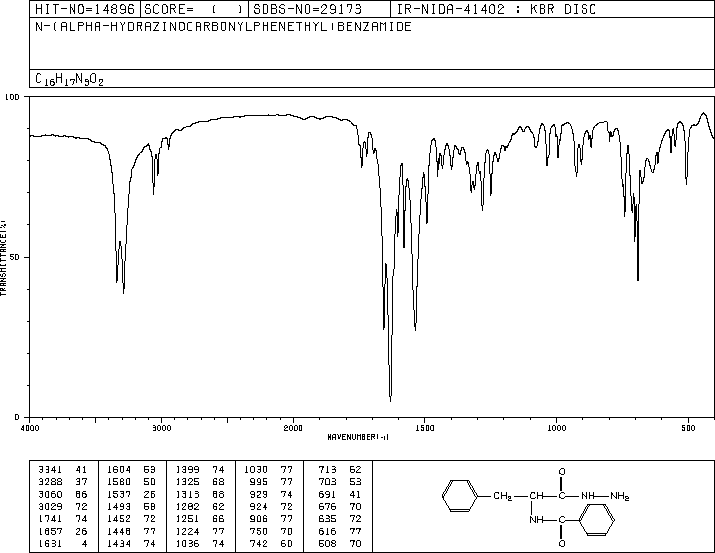 HIT-NO=14896 SCORE= ( ) SDBS-NO=29173 IR-NIDA-41402 : KBR DISC
N-(ALPHA-HYDRAZINOCARBONYLPHENETHYL)BENZAMIDE
C16H17N3O2
100
TRANSMITTANCE(%)
50
0
4000 3000 2000 1500 1000 500
WAVENUMBER(-1)
3341 41 1604 53 1399 74 1030 77 713 62
3288 37 1580 50 1325 68 995 77 703 53
3060 66 1537 26 1313 68 929 74 691 41
3029 72 1493 58 1282 62 924 72 676 70
1741 74 1452 72 1251 66 906 77 635 72
1657 26 1448 77 1224 77 750 70 616 77
1631 4 1434 74 1036 74 742 60 508 70
O
CH2 CH C NH NH2
NH C
O